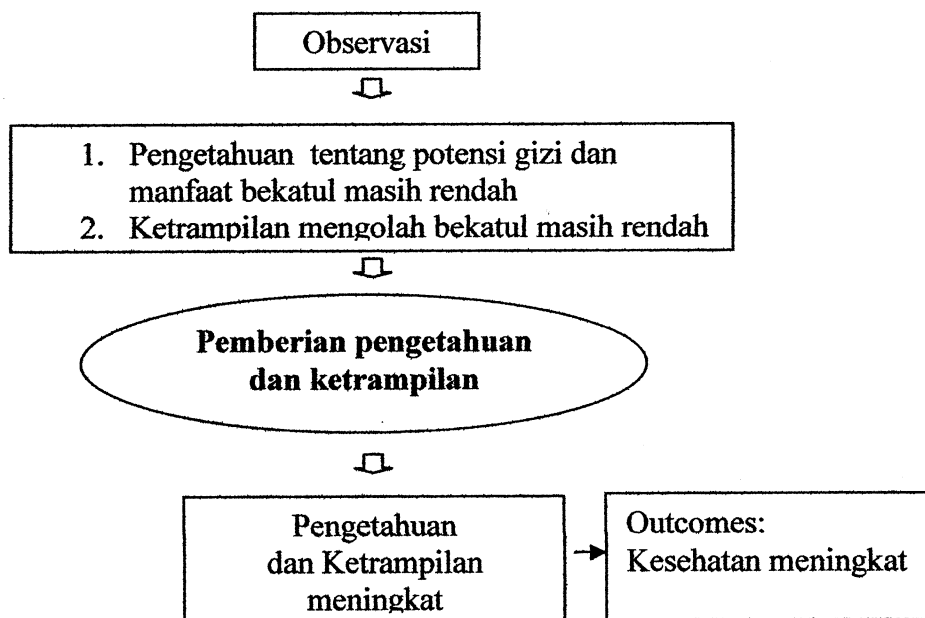 Observasi
1. Pengetahuan tentang potensi gizi dan
manfaat bekatul masih rendah
2. Ketrampilan mengolah bekatul masih rendah
Pemberian pengetahuan
dan ketrampilan
Pengetahuan
dan Ketrampilan
meningkat
Outcomes:
Kesehatan meningkat